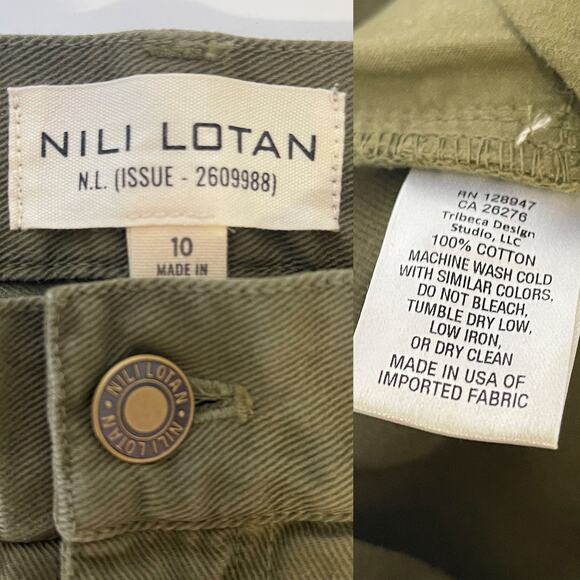 NILI LOTAN
N.L. (ISSUE - 2609988)
10
MADE IN
NILI LOTAN • NILI LOTAN •
RN 128947
CA 26276
Tribeca Design
Studio, LLC
100% COTTON
MACHINE WASH COLD
WITH SIMILAR COLORS,
DO NOT BLEACH,
TUMBLE DRY LOW,
LOW IRON,
OR DRY CLEAN
MADE IN USA OF
IMPORTED FABRIC